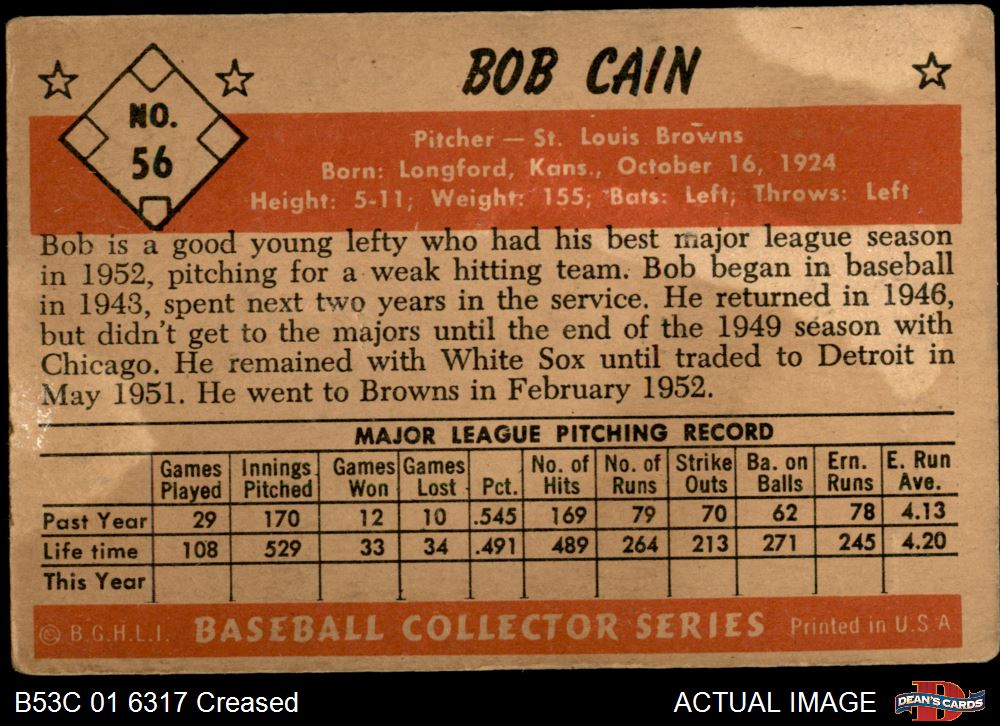 BOB CAIN
NO.
56
Pitcher — St. Louis Browns
Born: Longford, Kans., October 16, 1924
Height: 5-11; Weight: 155; Bats: Left; Throws: Left
Bob is a good young lefty who had his best major league season
in 1952, pitching for a weak hitting team. Bob began in baseball
in 1943, spent next two years in the service. He returned in 1946,
but didn't get to the majors until the end of the 1949 season with
Chicago. He remained with White Sox until traded to Detroit in
May 1951. He went to Browns in February 1952.
MAJOR LEAGUE PITCHING RECORD
Games Played Innings Pitched Games Won Games Lost Pct. No. of Hits No. of Runs Strike Outs Ba. on Balls Ern. Runs E. Run Ave.
Past Year 29 170 12 10 .545 169 79 70 62 78 4.13
Life time 108 529 33 34 .491 489 264 213 271 245 4.20
This Year
© B.G.H.L.I. BASEBALL COLLECTOR SERIES Printed in U.S A
B53C 01 6317 Creased ACTUAL IMAGE DEAN'S CARDS